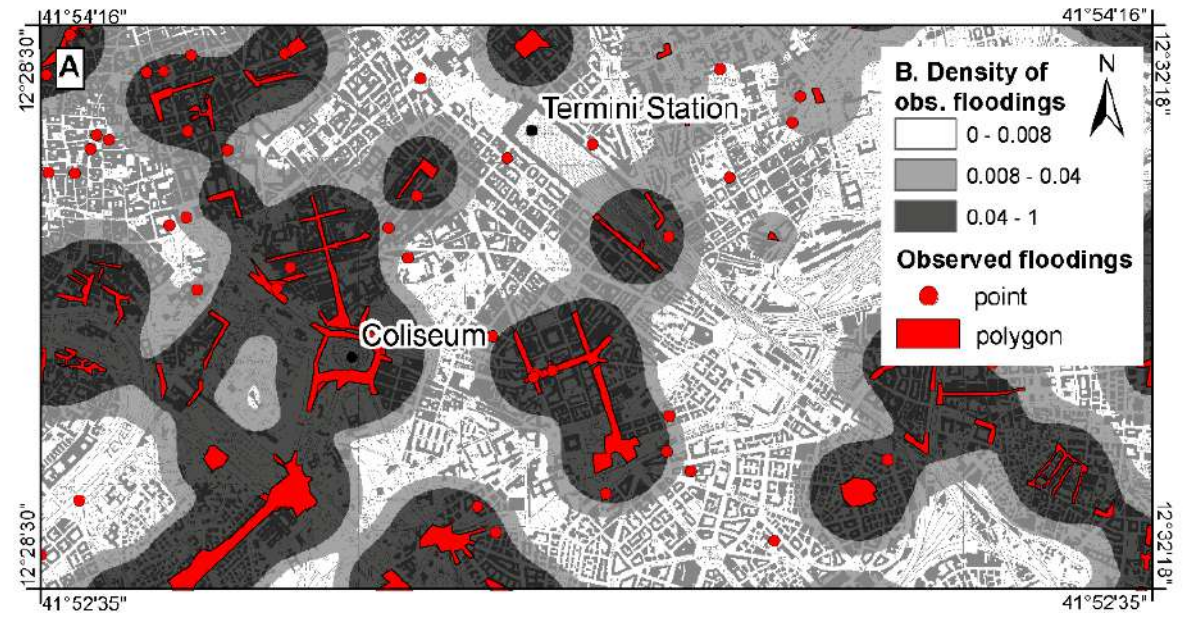 41°54'16"
41°54'16"
12°28'30"
12°32'18"
A
Termini Station
Coliseum
B. Density of
obs. floodings
N
0 - 0.008
0.008 - 0.04
0.04 - 1
Observed floodings
point
polygon
12°28'30"
12°32'18"
41°52'35"
41°52'35"